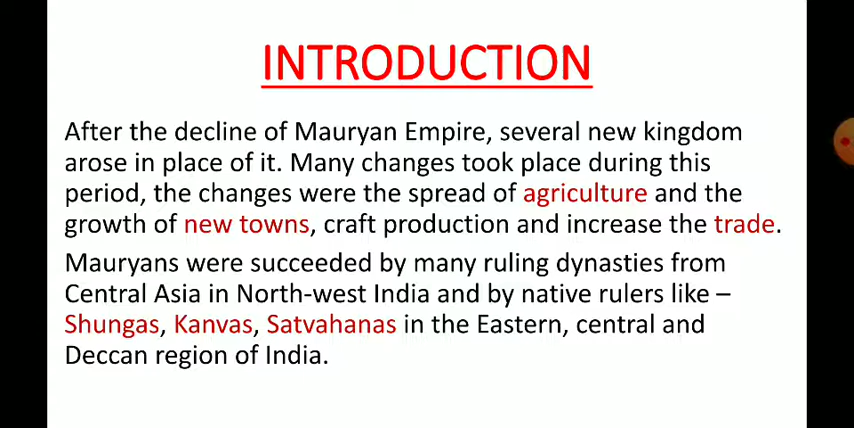 INTRODUCTION
After the decline of Mauryan Empire, several new kingdom
arose in place of it. Many changes took place during this
period, the changes were the spread of agriculture and the
growth of new towns, craft production and increase the trade.
Mauryans were succeeded by many ruling dynasties from
Central Asia in North-west India and by native rulers like –
Shungas, Kanvas, Satvahanas in the Eastern, central and
Deccan region of India.